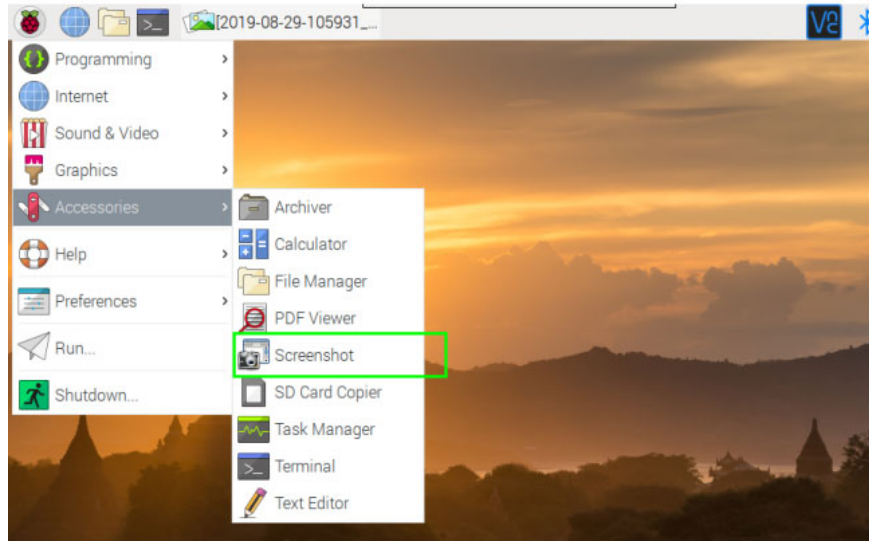 [2019-08-29-105931_...
Programming
Internet
Sound & Video
Graphics
Accessories
Help
Preferences
Run...
Shutdown...
Archiver
Calculator
File Manager
PDF Viewer
Screenshot
SD Card Copier
Task Manager
Terminal
Text Editor